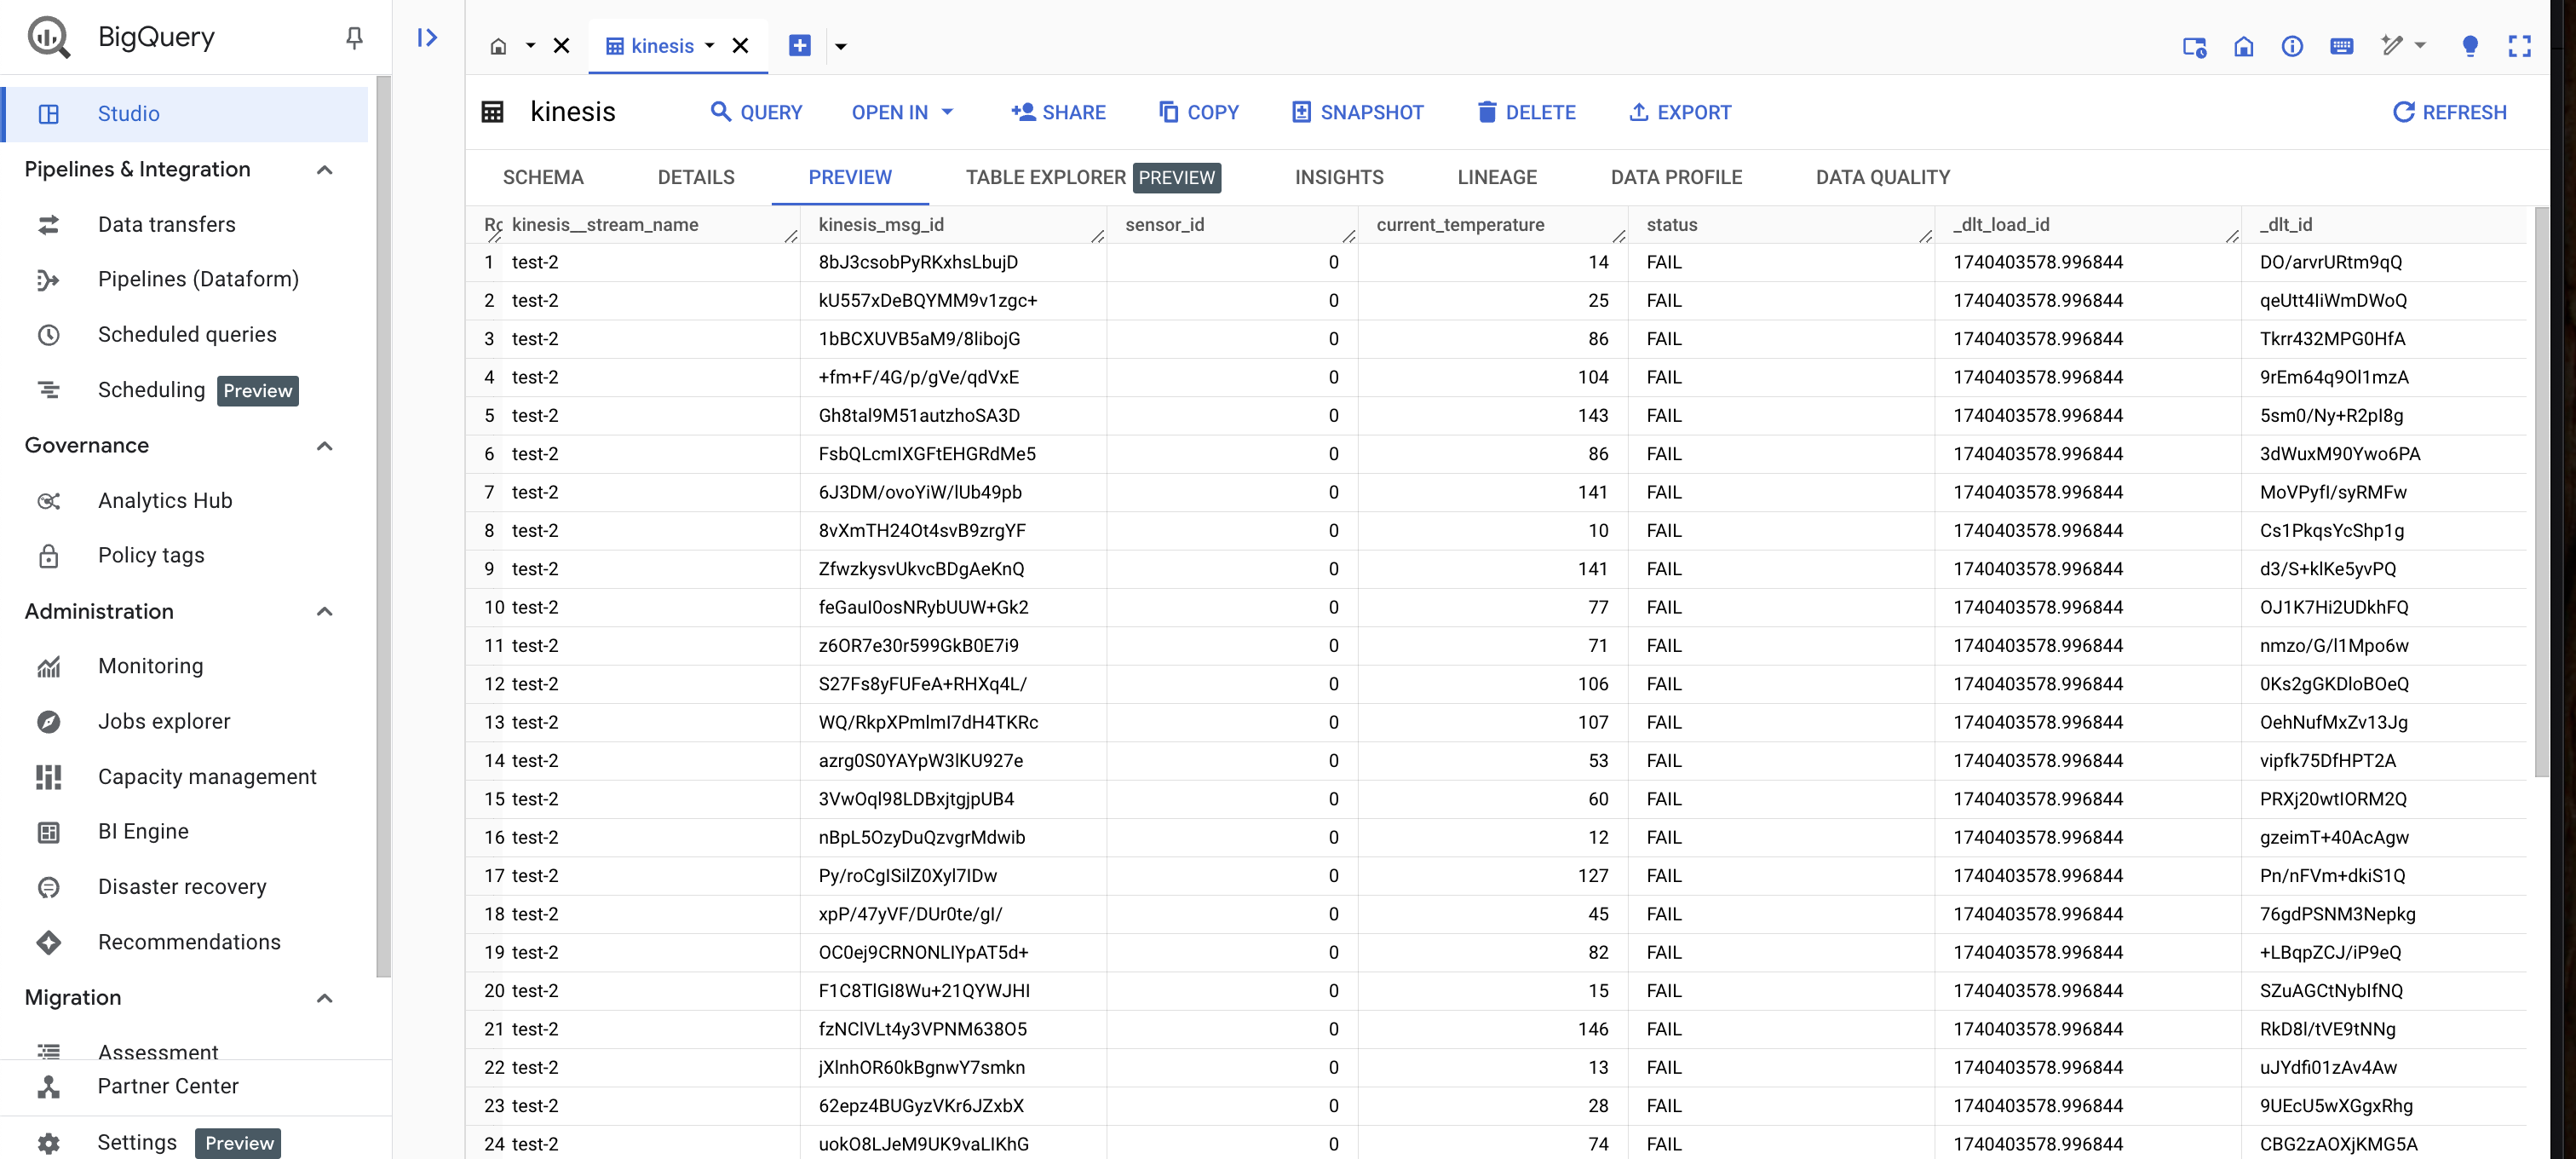 BigQuery
Studio
Pipelines & Integration
Data transfers
Pipelines (Dataform)
Scheduled queries
Scheduling Preview
Governance
Analytics Hub
Policy tags
Administration
Monitoring
Jobs explorer
Capacity management
BI Engine
Disaster recovery
Recommendations
Migration
Assessment
Partner Center
Settings Preview
kinesis
kinesis QUERY OPEN IN SHARE COPY SNAPSHOT DELETE EXPORT REFRESH
SCHEMA DETAILS PREVIEW TABLE EXPLORER PREVIEW INSIGHTS LINEAGE DATA PROFILE DATA QUALITY
kinesis__stream_name kinesis_msg_id sensor_id current_temperature status _dlt_load_id _dlt_id
1 test-2 8bJ3csobPyRKxhsLbujD 0 14 FAIL 1740403578.996844 DO/arvrURtm9qQ
2 test-2 kU557xDeBQYMM9v1zgc+ 0 25 FAIL 1740403578.996844 qeUtt4liWmDWoQ
3 test-2 1bBCXUVB5aM9/8libojG 0 86 FAIL 1740403578.996844 Tkrr432MPG0HfA
4 test-2 +fm+F/4G/p/gVe/qdVxE 0 104 FAIL 1740403578.996844 9rEm64q9Ol1mzA
5 test-2 Gh8tal9M51autzhoSA3D 0 143 FAIL 1740403578.996844 5sm0/Ny+R2pI8g
6 test-2 FsbQLcmIXGFtEHGRdMe5 0 86 FAIL 1740403578.996844 3dWuxM90Ywo6PA
7 test-2 6J3DM/ovoYiW/lUb49pb 0 141 FAIL 1740403578.996844 MoVPyfI/syRMFw
8 test-2 8vXmTH24Ot4svB9zrgYF 0 10 FAIL 1740403578.996844 Cs1PkqsYcShp1g
9 test-2 ZfwzkysvUkvcBDgAeKnQ 0 141 FAIL 1740403578.996844 d3/S+klKe5yvPQ
10 test-2 feGauI0osNRybUUW+Gk2 0 77 FAIL 1740403578.996844 OJ1K7Hi2UDkhFQ
11 test-2 z6OR7e30r599GkB0E7i9 0 71 FAIL 1740403578.996844 nmzo/G/l1Mpo6w
12 test-2 S27Fs8yFUFeA+RHXq4L/ 0 106 FAIL 1740403578.996844 0Ks2gGKDloBOeQ
13 test-2 WQ/RkpXPmlmI7dH4TKRc 0 107 FAIL 1740403578.996844 OehNufMxZv13Jg
14 test-2 azrg0S0YAYpW3lKU927e 0 53 FAIL 1740403578.996844 vipfk75DfHPT2A
15 test-2 3VwOql98LDBxjtgjpUB4 0 60 FAIL 1740403578.996844 PRXj20wtIORM2Q
16 test-2 nBpL5OzyDuQzvgrMdwib 0 12 FAIL 1740403578.996844 gzeimT+40AcAgw
17 test-2 Py/roCgISilZ0Xyl7IDw 0 127 FAIL 1740403578.996844 Pn/nFVm+dkiS1Q
18 test-2 xpP/47yVF/DUr0te/gI/ 0 45 FAIL 1740403578.996844 76gdPSNM3Nepkg
19 test-2 OC0ej9CRNONLIYpAT5d+ 0 82 FAIL 1740403578.996844 +LBqpZCJ/iP9eQ
20 test-2 F1C8TlGI8Wu+21QYWJHI 0 15 FAIL 1740403578.996844 SZuAGCtNybIfNQ
21 test-2 fzNClVLt4y3VPNM638O5 0 146 FAIL 1740403578.996844 RkD8l/tVE9tNNg
22 test-2 jXlnhOR60kBgnwY7smkn 0 13 FAIL 1740403578.996844 uJYdfi01zAv4Aw
23 test-2 62epz4BUGyzVKr6JZxbX 0 28 FAIL 1740403578.996844 9UEcU5wXGgxRhg
24 test-2 uokO8LJeM9UK9vaLIKhG 0 74 FAIL 1740403578.996844 CBG2zAOXjKMG5A